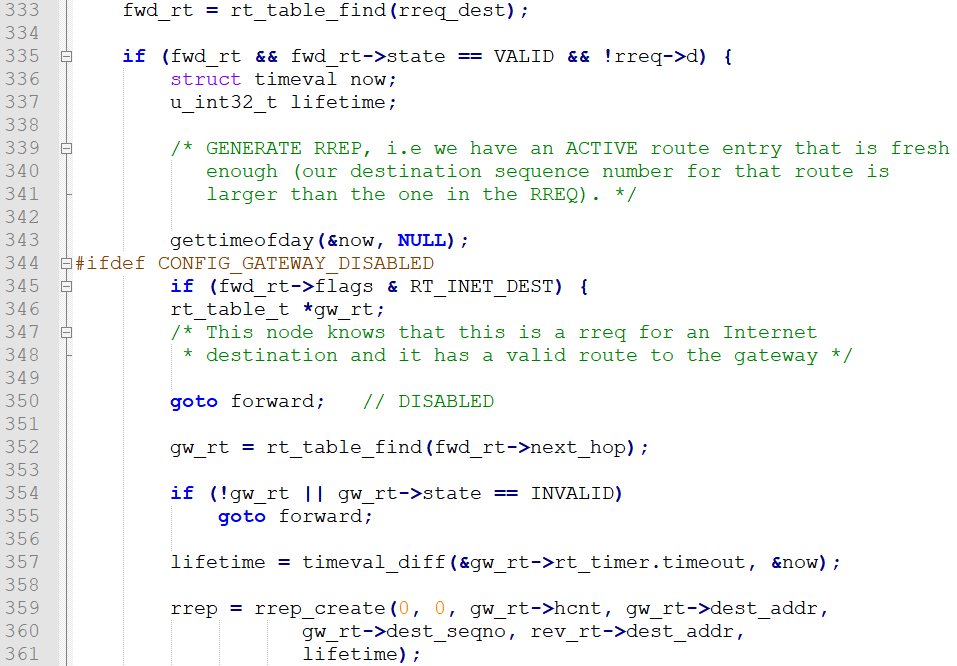 333 fwd_rt = rt_table_find(rreq_dest);
334
335 if (fwd_rt && fwd_rt->state == VALID && !rreq->d) {
336 struct timeval now;
337 u_int32_t lifetime;
338
339 /* GENERATE RREP, i.e we have an ACTIVE route entry that is fresh
340 enough (our destination sequence number for that route is
341 larger than the one in the RREQ). */
342
343 gettimeofday(&now, NULL);
344 #ifdef CONFIG_GATEWAY_DISABLED
345 if (fwd_rt->flags & RT_INET_DEST) {
346 rt_table_t *gw_rt;
347 /* This node knows that this is a rreq for an Internet
348 * destination and it has a valid route to the gateway */
349
350 goto forward; // DISABLED
351
352 gw_rt = rt_table_find(fwd_rt->next_hop);
353
354 if (!gw_rt || gw_rt->state == INVALID)
355 goto forward;
356
357 lifetime = timeval_diff(&gw_rt->rt_timer.timeout, &now);
358
359 rrep = rrep_create(0, 0, gw_rt->hcnt, gw_rt->dest_addr,
360 gw_rt->dest_seqno, rev_rt->dest_addr,
361 lifetime);